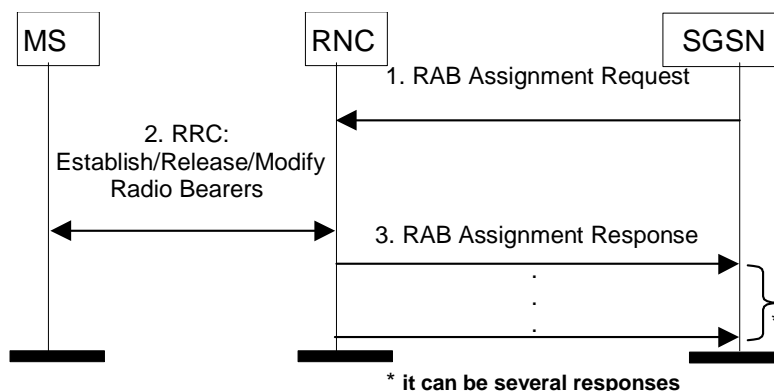 MS
RNC
SGSN
1. RAB Assignment Request
2. RRC:
Establish/Release/Modify
Radio Bearers
3. RAB Assignment Response
.
.
.
*
* it can be several responses